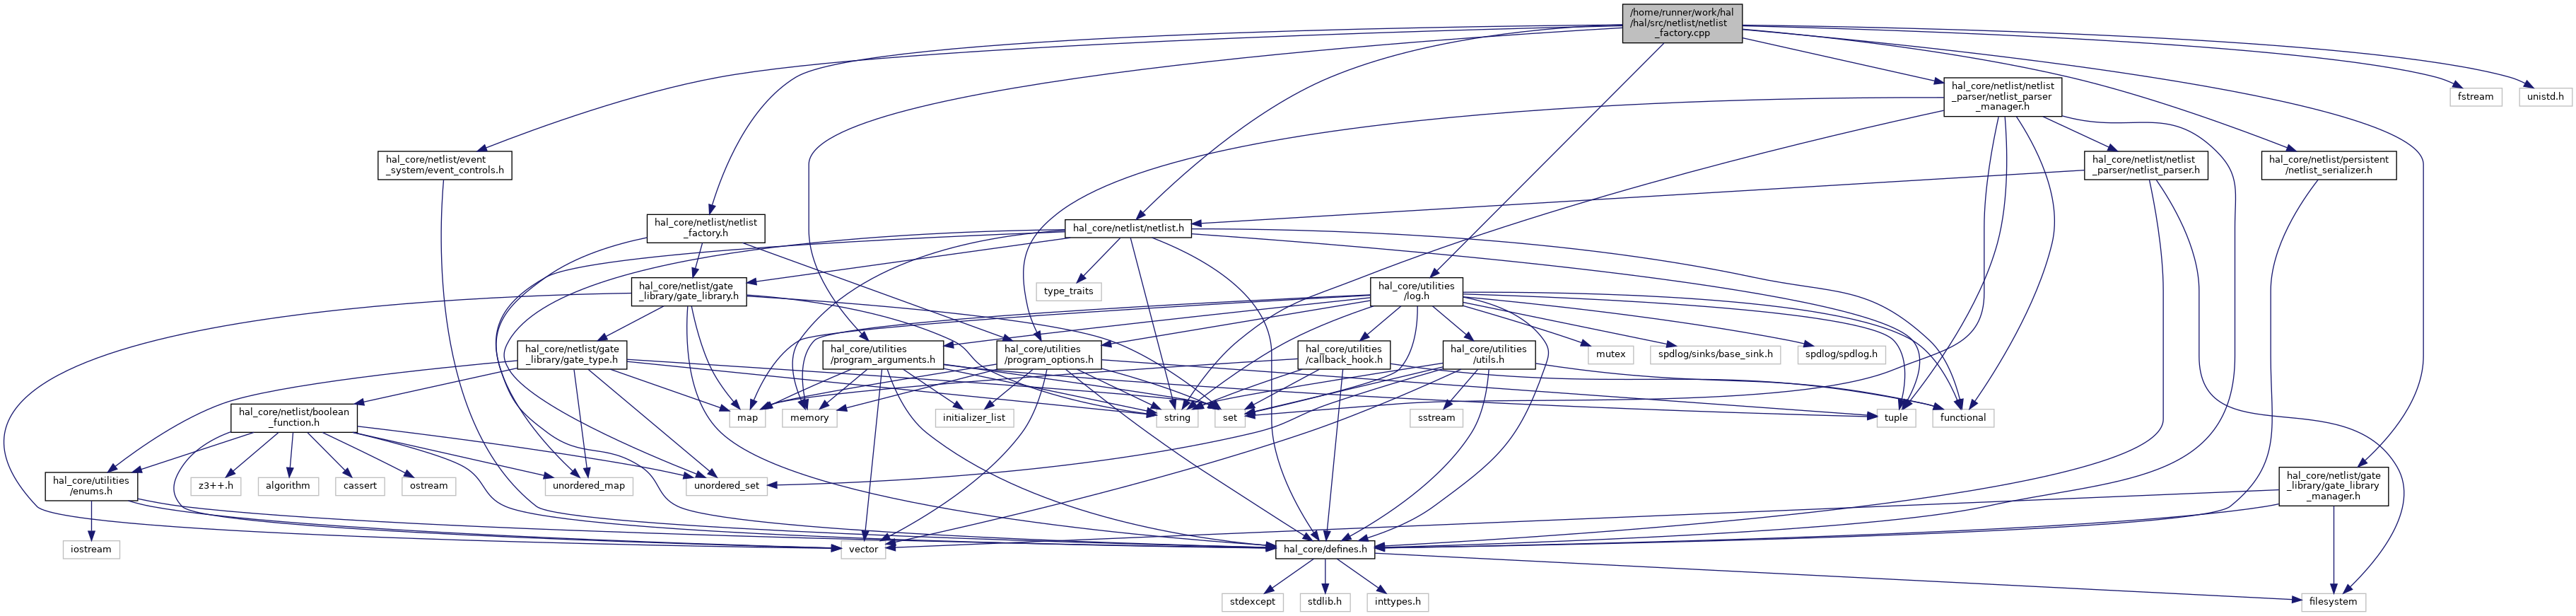 /home/runner/work/hal
/hal/src/netlist/netlist
_factory.cpp
hal_core/netlist/netlist
_parser/netlist_parser
_manager.h
fstream
unistd.h
hal_core/netlist/event
_system/event_controls.h
hal_core/netlist/netlist
_parser/netlist_parser.h
hal_core/netlist/persistent
/netlist_serializer.h
hal_core/netlist/netlist
_factory.h
hal_core/netlist/netlist.h
hal_core/netlist/gate
_library/gate_library.h
type_traits
hal_core/utilities
/log.h
hal_core/netlist/gate
_library/gate_type.h
hal_core/utilities
/program_arguments.h
hal_core/utilities
/program_options.h
hal_core/utilities
/callback_hook.h
hal_core/utilities
/utils.h
mutex
spdlog/sinks/base_sink.h
spdlog/spdlog.h
hal_core/netlist/boolean
_function.h
map
memory
initializer_list
string
set
sstream
tuple
functional
hal_core/utilities
/enums.h
z3++.h
algorithm
cassert
ostream
unordered_map
unordered_set
hal_core/netlist/gate
_library/gate_library
_manager.h
iostream
vector
hal_core/defines.h
stdexcept
stdlib.h
inttypes.h
filesystem